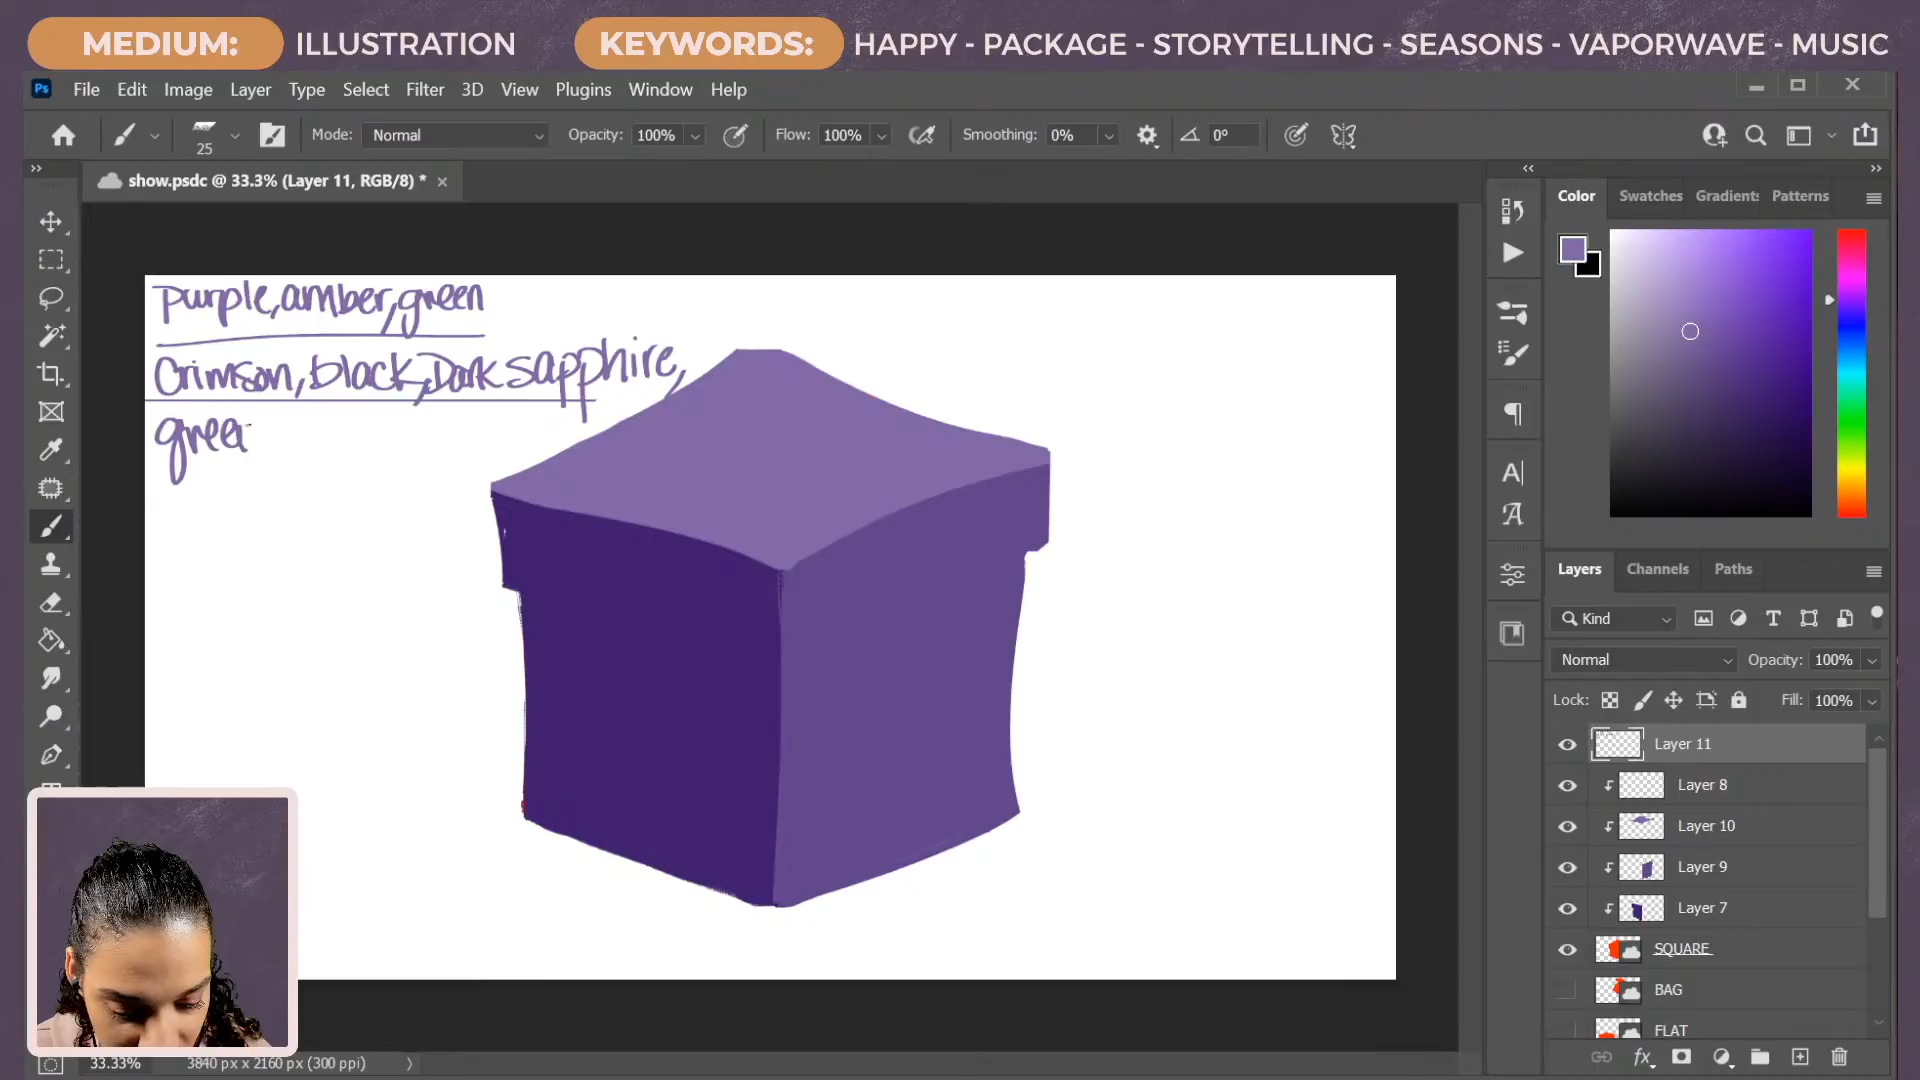 MEDIUM: ILLUSTRATION KEYWORDS: HAPPY - PACKAGE - STORYTELLING - SEASONS - VAPORWAVE - MUSIC
Ps File Edit Image Layer Type Select Filter 3D View Plugins Window Help
25 Mode: Normal Opacity: 100% Flow: 100% Smoothing: 0% 0°
show.psdc @ 33.3% (Layer 11, RGB/8) *
Color Swatches Gradients Patterns
purple, amber, green
Crimson, black, Dark sapphire,
gree
Layers Channels Paths
Kind
Normal Opacity: 100%
Lock: Fill: 100%
Layer 11
Layer 8
Layer 10
Layer 9
Layer 7
SQUARE
BAG
FLAT
33.33% 3840 px x 2160 px (300 ppi)
fx